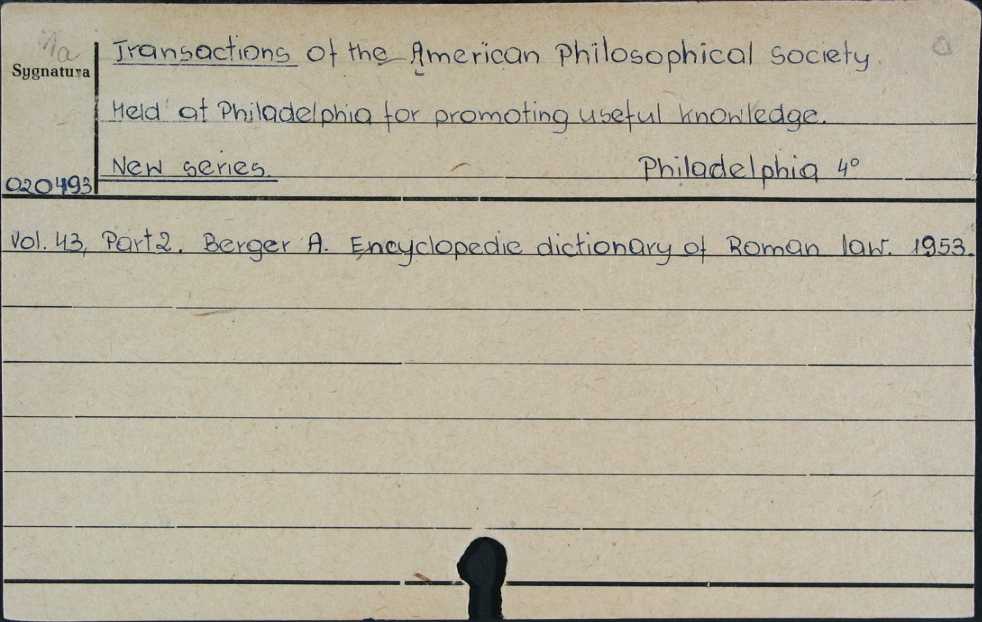 Transactions of the American Philosophical Society.
Sygnatura
Held at Philadelphia for promoting useful knowledge.
New series. Philadelphia 4°
020493
Vol. 43, Part 2. Berger A. Encyclopedic dictionary of Roman law. 1953.